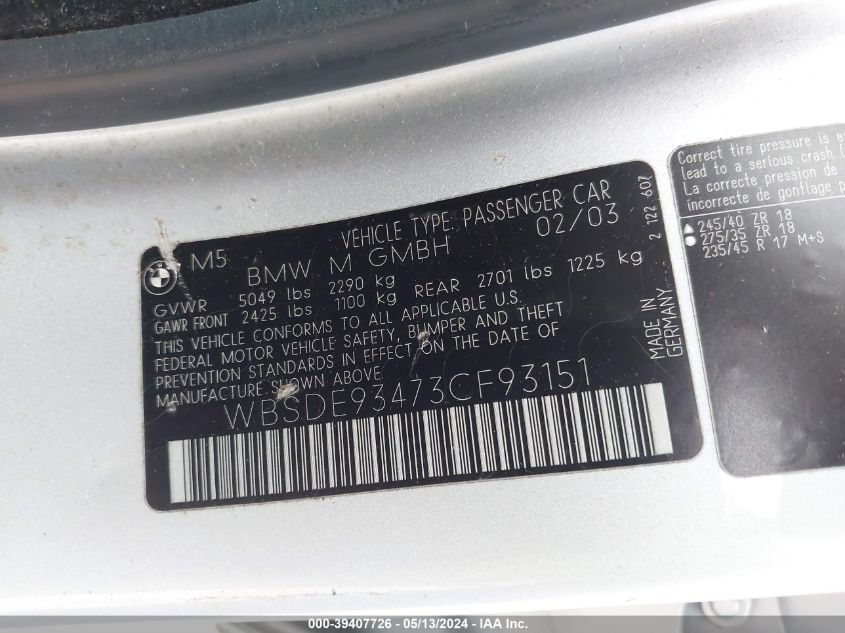 M5
VEHICLE TYPE: PASSENGER CAR
BMW M GMBH
02/03
GVWR 5049 lbs 2290 kg
GAWR FRONT 2425 lbs 1100 kg REAR 2701 lbs 1225 kg
THIS VEHICLE CONFORMS TO ALL APPLICABLE U.S.
FEDERAL MOTOR VEHICLE SAFETY, BUMPER AND THEFT
PREVENTION STANDARDS IN EFFECT ON THE DATE OF
MANUFACTURE SHOWN ABOVE.
WBSDE93473CF93151
2 122 607
MADE IN
GERMANY
Correct tire pressure is
lead to a serious crash
La correcte pression de
incorrecte de gonflage
245/40 ZR 18
275/35 ZR 18
235/45 R 17 M+S
000-39407726 - 05/13/2024 - IAA Inc.